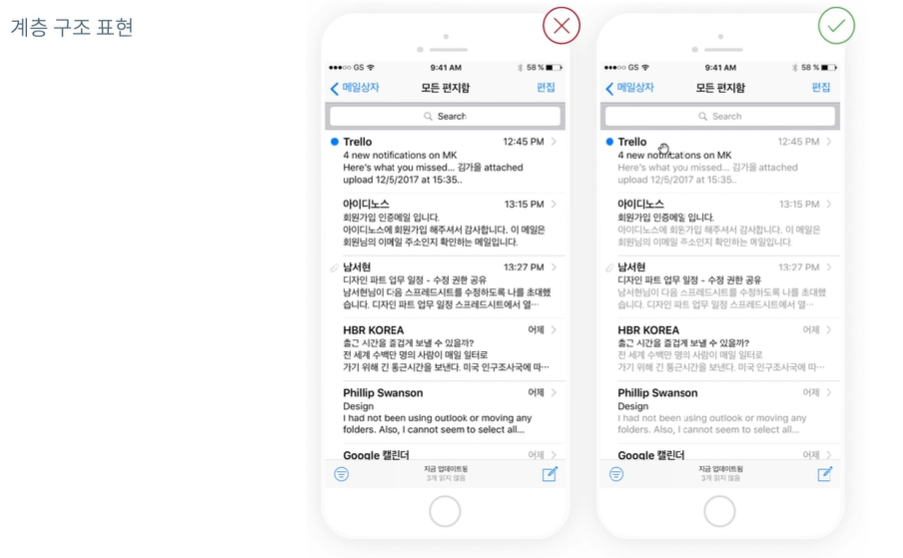 계층 구조 표현
GS
9:41 AM
58 %
메일상자
모든 편지함
편집
Search
Trello
12:45 PM
4 new notifications on MK
Here's what you missed... 김가을 attached
upload 12/5/2017 at 15:35..
아이디노스
13:15 PM
회원가입 인증메일 입니다.
아이디노스에 회원가입 해주셔서 감사합니다. 이 메일은
회원님의 이메일 주소인지 확인하는 메일입니다.
남서현
13:27 PM
디자인 파트 업무 일정 - 수정 권한 공유
남서현님이 다음 스프레드시트를 수정하도록 나를 초대했
습니다. 디자인 파트 업무 일정 스프레드시트에서 열…
HBR KOREA
어제
출근 시간을 즐겁게 보낼 수 있을까?
전 세계 수백만 명의 사람이 매일 일터로
가기 위해 긴 통근시간을 보낸다. 미국 인구조사국에 따…
Phillip Swanson
어제
Design
I had not been using outlook or moving any
folders. Also, I cannot seem to select all...
Google 캘린더
어제
지금 업데이트됨
3개 읽지 않음
GS
9:41 AM
58 %
메일상자
모든 편지함
편집
Search
Trello
12:45 PM
4 new notifications on MK
Here's what you missed... 김가을 attached
upload 12/5/2017 at 15:35..
아이디노스
13:15 PM
회원가입 인증메일 입니다.
아이디노스에 회원가입 해주셔서 감사합니다. 이 메일은
회원님의 이메일 주소인지 확인하는 메일입니다.
남서현
13:27 PM
디자인 파트 업무 일정 - 수정 권한 공유
남서현님이 다음 스프레드시트를 수정하도록 나를 초대했
습니다. 디자인 파트 업무 일정 스프레드시트에서 열…
HBR KOREA
어제
출근 시간을 즐겁게 보낼 수 있을까?
전 세계 수백만 명의 사람이 매일 일터로
가기 위해 긴 통근시간을 보낸다. 미국 인구조사국에 따…
Phillip Swanson
어제
Design
I had not been using outlook or moving any
folders. Also, I cannot seem to select all...
Google 캘린더
어제
지금 업데이트됨
3개 읽지 않음